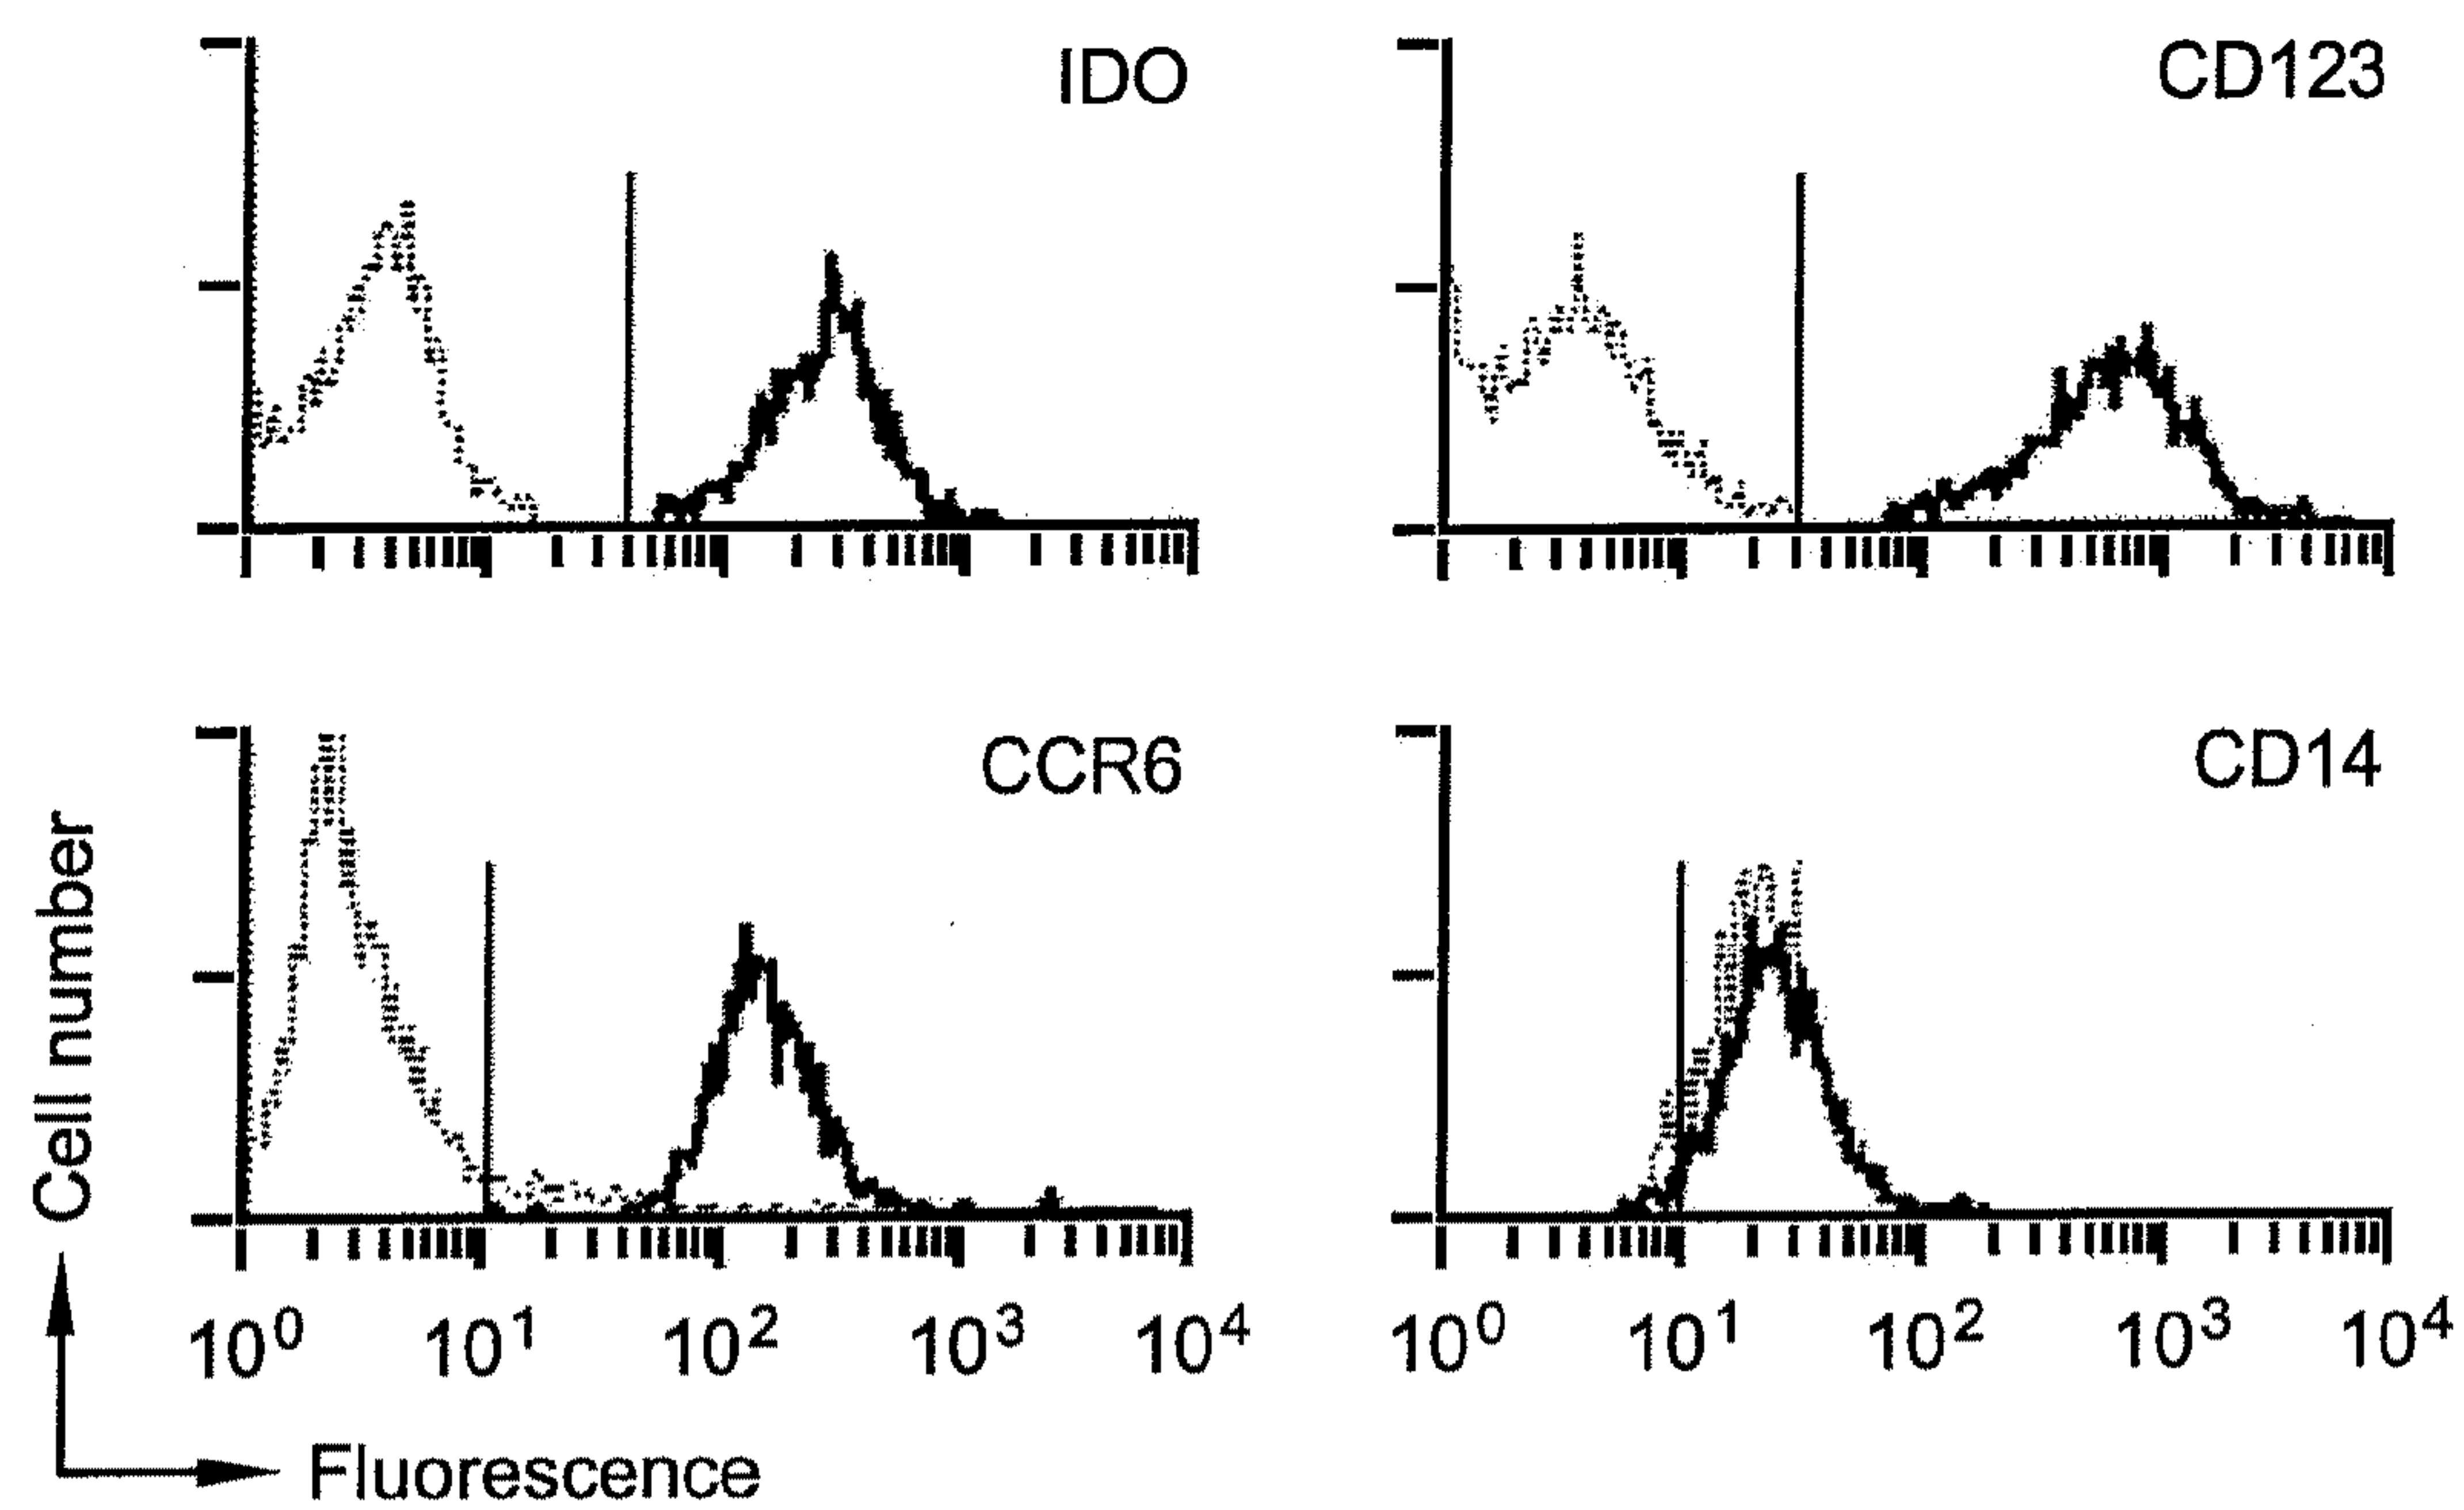 IDO
CD123
CCR6
CD14
Cell number
10⁰ 10¹ 10² 10³ 10⁴
10⁰ 10¹ 10² 10³ 10⁴
Fluorescence